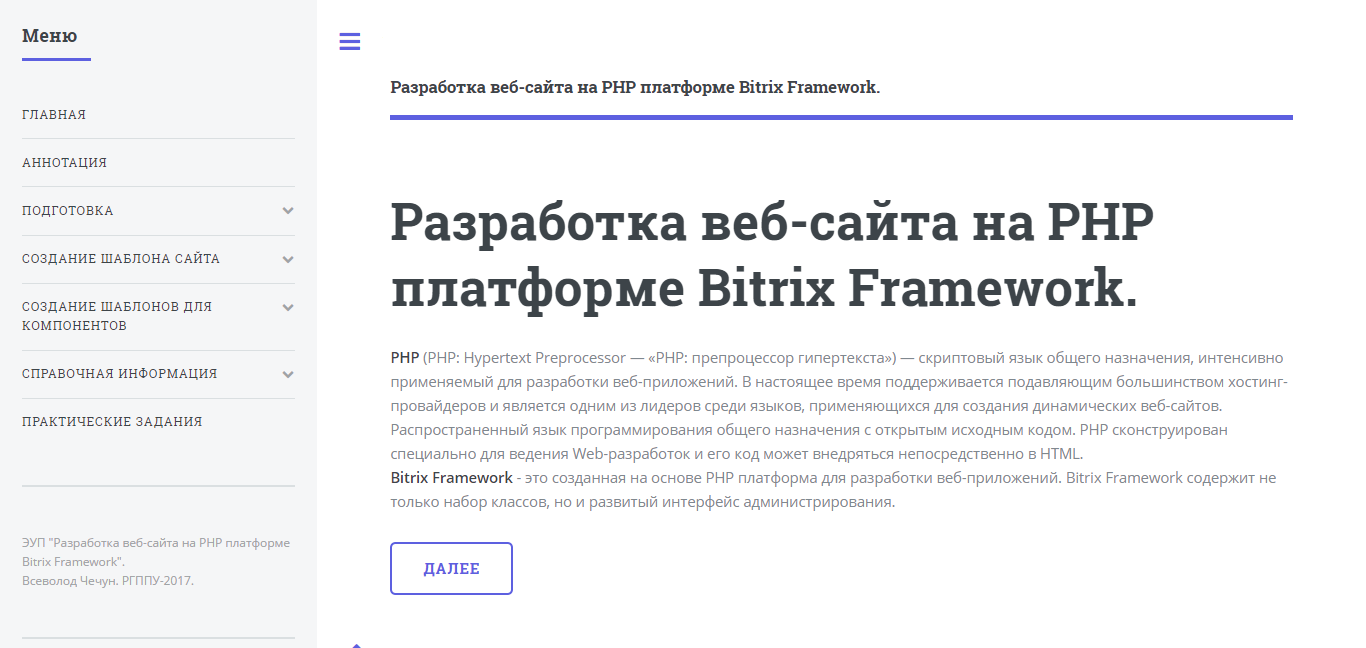 Меню
ГЛАВНАЯ
АННОТАЦИЯ
ПОДГОТОВКА
СОЗДАНИЕ ШАБЛОНА САЙТА
СОЗДАНИЕ ШАБЛОНОВ ДЛЯ
КОМПОНЕНТОВ
СПРАВОЧНАЯ ИНФОРМАЦИЯ
ПРАКТИЧЕСКИЕ ЗАДАНИЯ
ЭУП "Разработка веб-сайта на PHP платформе
Bitrix Framework".
Всеволод Чечун. РГППУ-2017.
Разработка веб-сайта на PHP платформе Bitrix Framework.
Разработка веб-сайта на PHP
платформе Bitrix Framework.
PHP (PHP: Hypertext Preprocessor — «PHP: препроцессор гипертекста») — скриптовый язык общего назначения, интенсивно
применяемый для разработки веб-приложений. В настоящее время поддерживается подавляющим большинством хостинг-
провайдеров и является одним из лидеров среди языков, применяющихся для создания динамических веб-сайтов.
Распространенный язык программирования общего назначения с открытым исходным кодом. PHP сконструирован
специально для ведения Web-разработок и его код может внедряться непосредственно в HTML.
Bitrix Framework - это созданная на основе PHP платформа для разработки веб-приложений. Bitrix Framework содержит не
только набор классов, но и развитый интерфейс администрирования.
ДАЛЕЕ